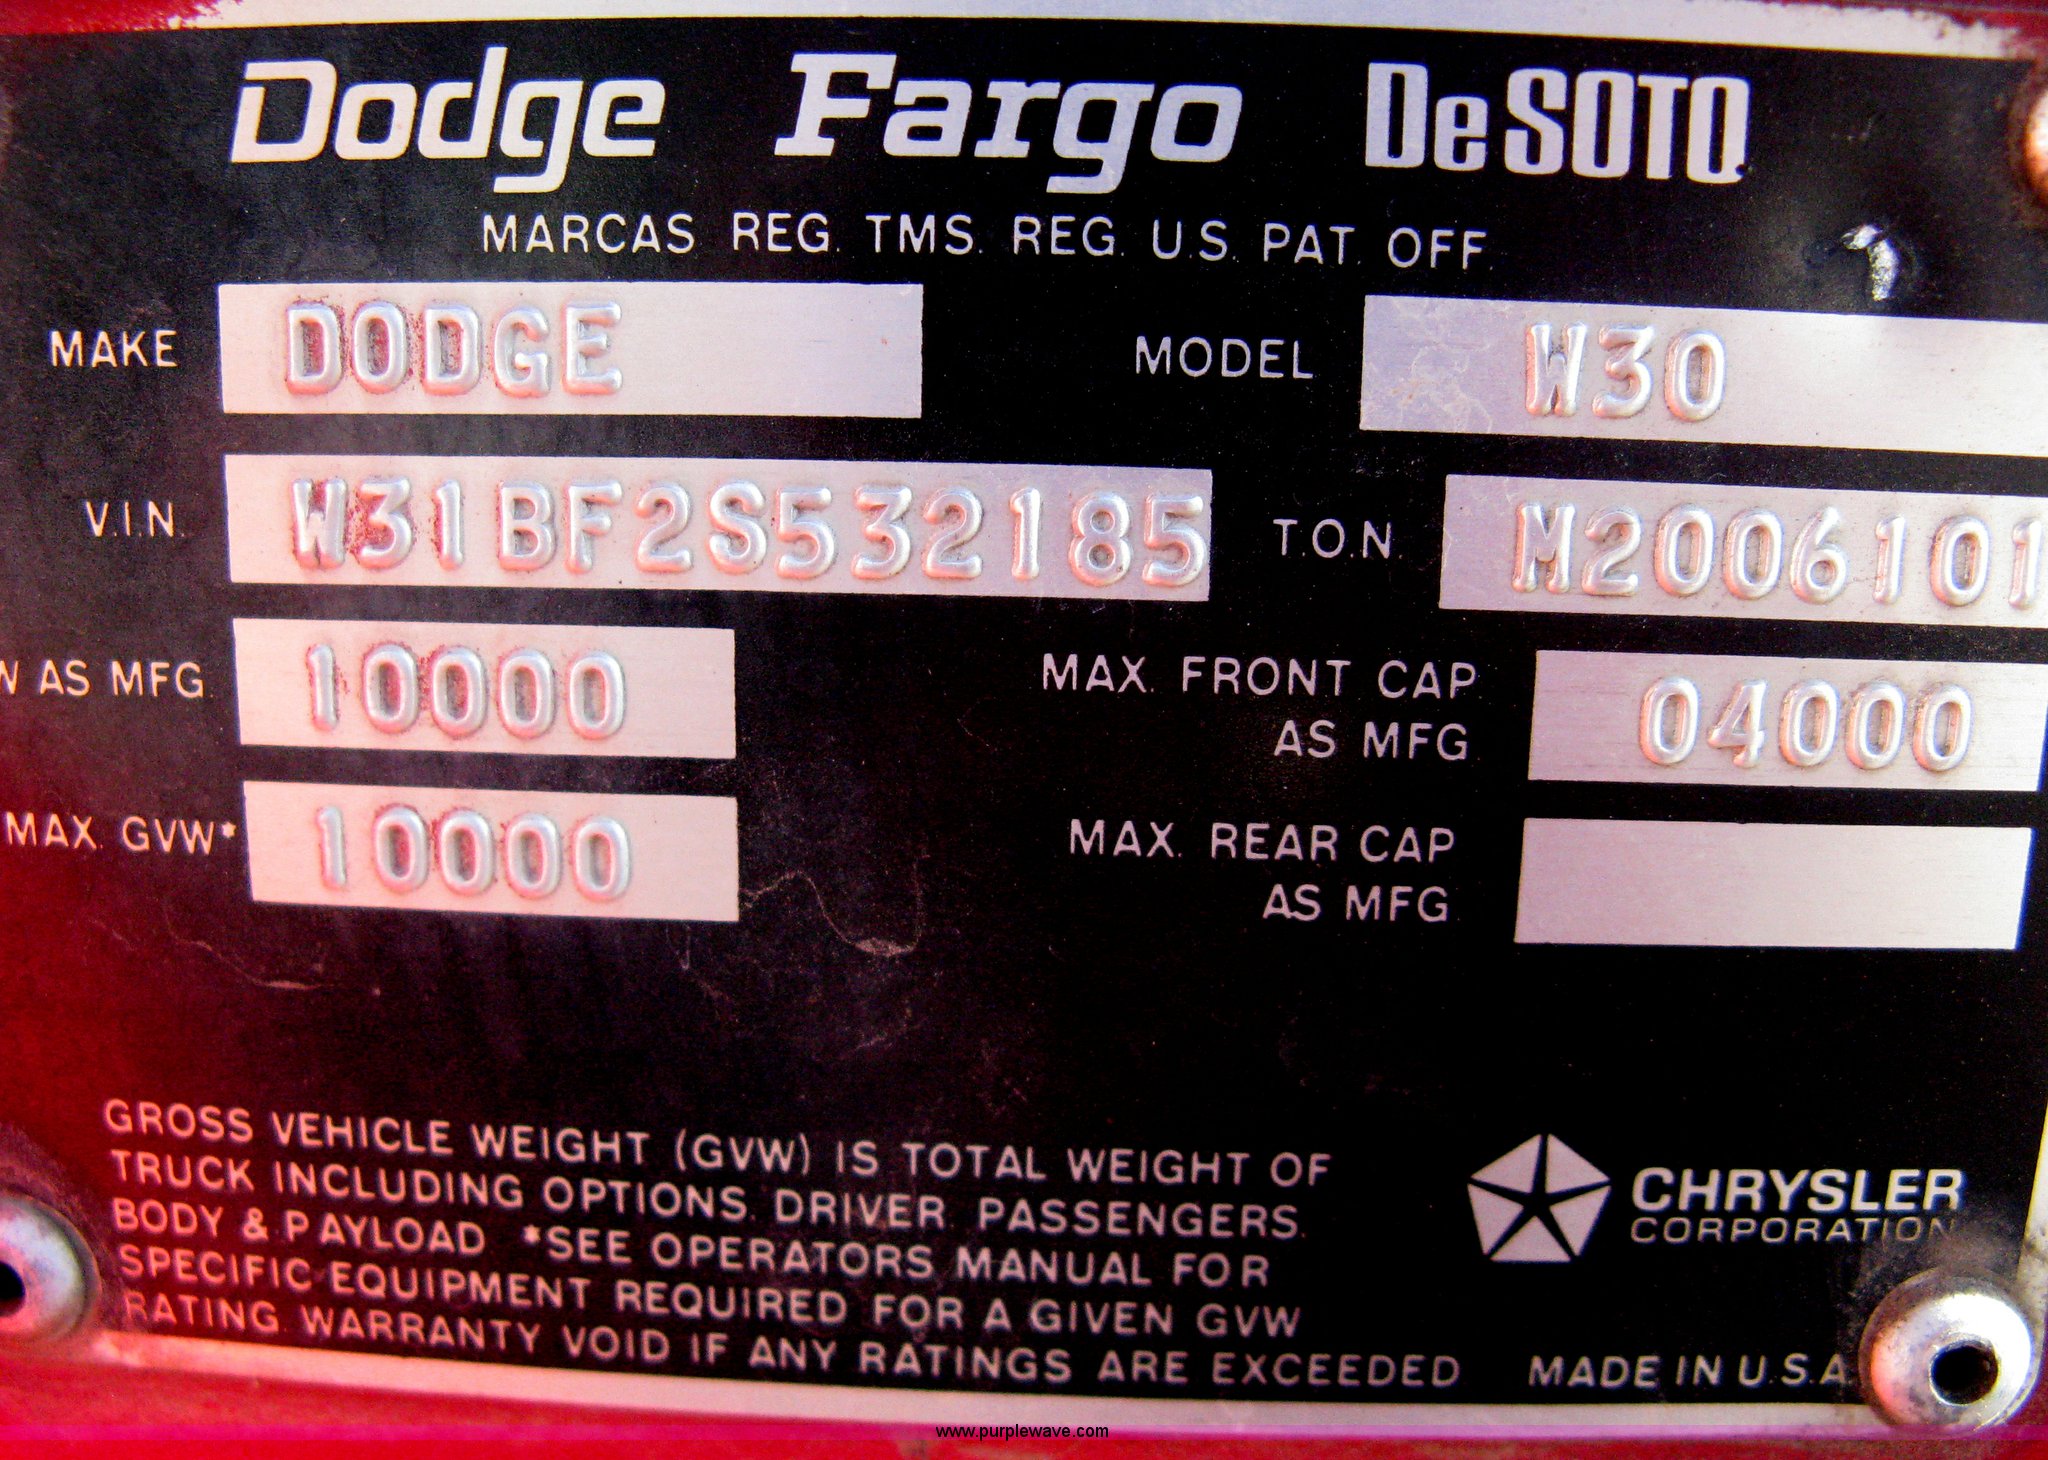 Dodge Fargo DeSOTO
MARCAS REG. TMS. REG. U.S. PAT. OFF.
MAKE DODGE MODEL W30
V.I.N. W31BF2S532185 T.O.N. M2006101
W AS MFG. 10000 MAX. FRONT CAP. AS MFG. 04000
MAX. GVW* 10000 MAX. REAR CAP AS MFG.
GROSS VEHICLE WEIGHT (GVW) IS TOTAL WEIGHT OF
TRUCK INCLUDING OPTIONS. DRIVER. PASSENGERS.
BODY & PAYLOAD *SEE OPERATORS MANUAL FOR
SPECIFIC EQUIPMENT REQUIRED FOR A GIVEN GVW
RATING. WARRANTY VOID IF ANY RATINGS ARE EXCEEDED
CHRYSLER
CORPORATION
MADE IN U.S.A.
www.purplewave.com